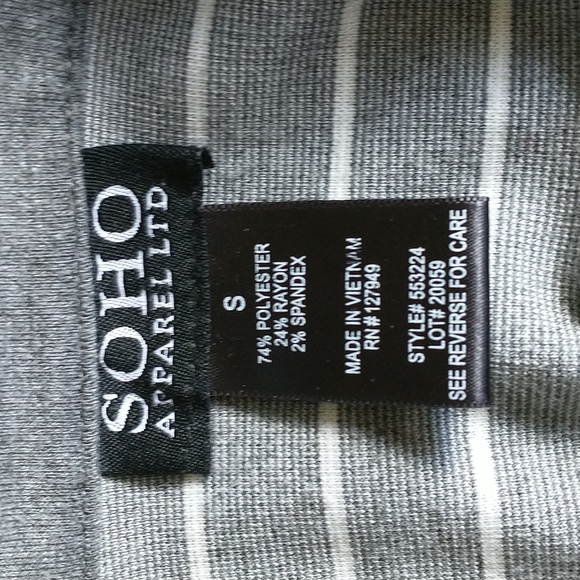 SOHO
APPAREL LTD
S
74% POLYESTER
24% RAYON
2% SPANDEX
MADE IN VIETNAM
RN# 127949
STYLE# 553224
LOT# 20059
SEE REVERSE FOR CARE